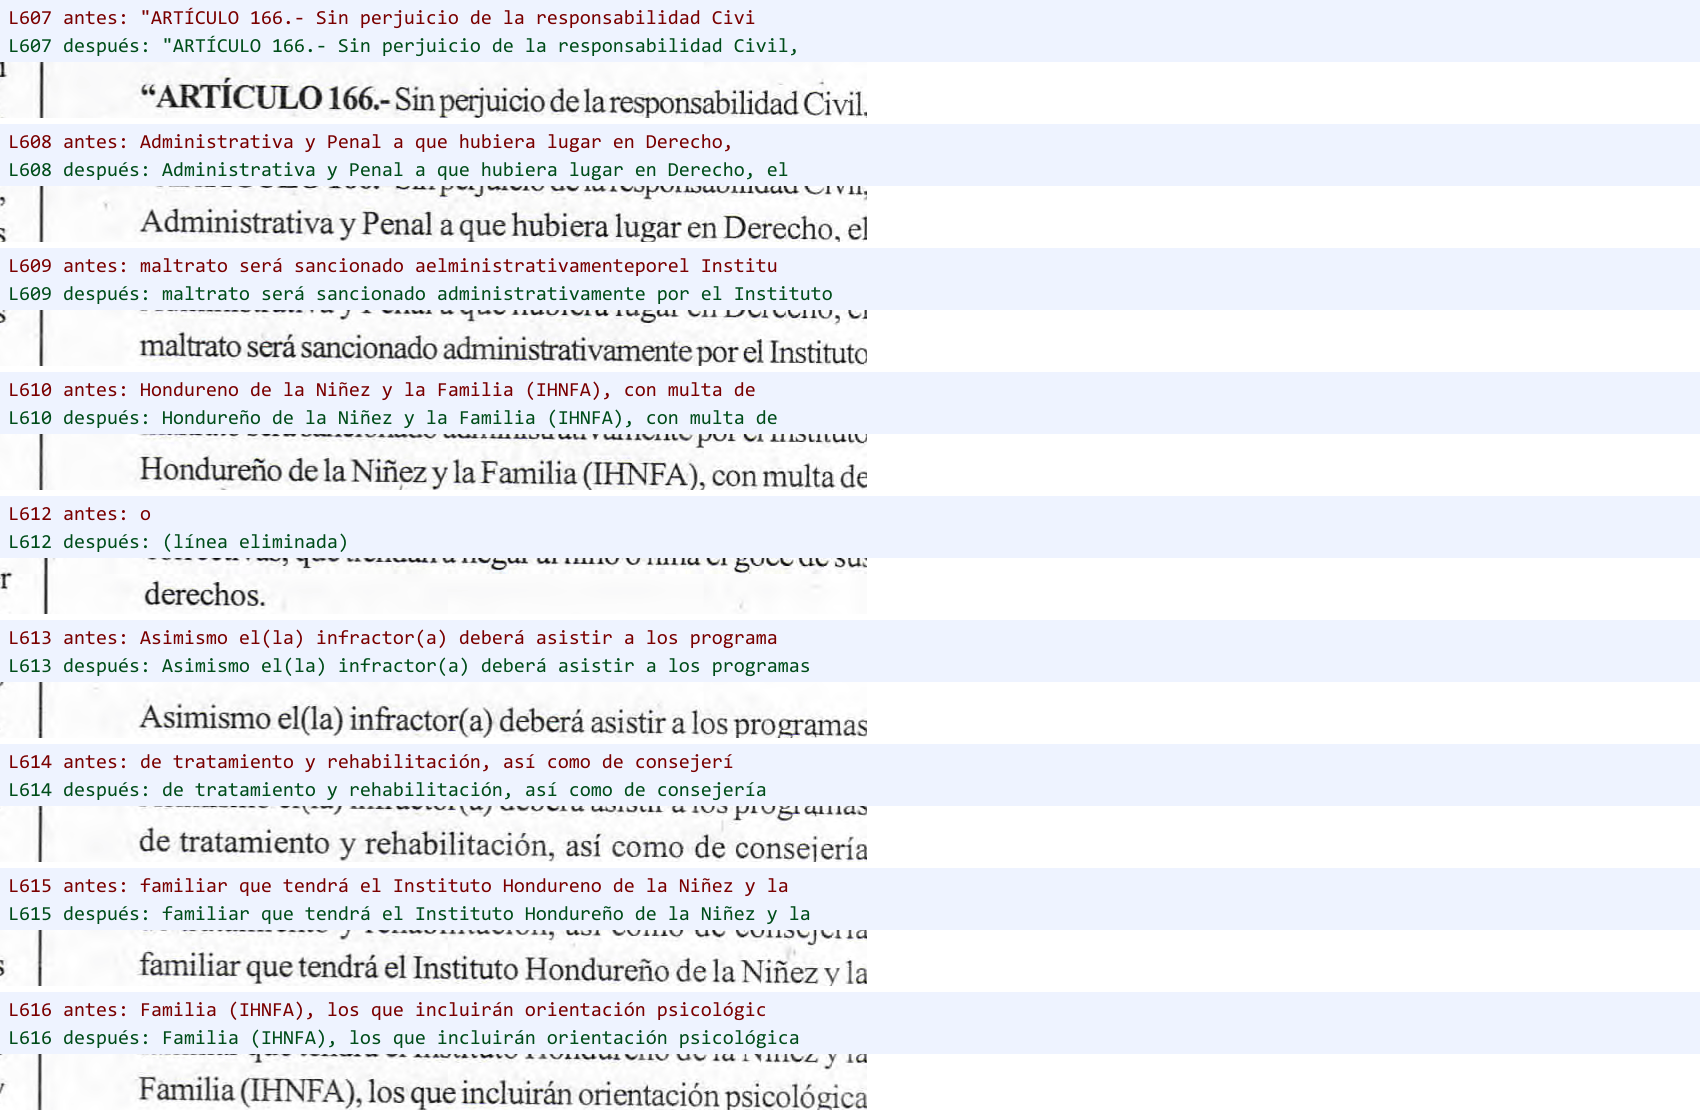 L607 antes: "ARTÍCULO 166.- Sin perjuicio de la responsabilidad Civi
L607 después: "ARTÍCULO 166.- Sin perjuicio de la responsabilidad Civil,
“ARTÍCULO 166.- Sin perjuicio de la responsabilidad Civil.
L608 antes: Administrativa y Penal a que hubiera lugar en Derecho,
L608 después: Administrativa y Penal a que hubiera lugar en Derecho, el
Administrativa y Penal a que hubiera lugar en Derecho, el
L609 antes: maltrato será sancionado aelministrativamenteporel Institu
L609 después: maltrato será sancionado administrativamente por el Instituto
maltrato será sancionado administrativamente por el Instituto
L610 antes: Hondureno de la Niñez y la Familia (IHNFA), con multa de
L610 después: Hondureño de la Niñez y la Familia (IHNFA), con multa de
Hondureño de la Niñez y la Familia (IHNFA), con multa de
L612 antes: o
L612 después: (línea eliminada)
derechos.
L613 antes: Asimismo el(la) infractor(a) deberá asistir a los programa
L613 después: Asimismo el(la) infractor(a) deberá asistir a los programas
Asimismo el(la) infractor(a) deberá asistir a los programas
L614 antes: de tratamiento y rehabilitación, así como de consejerí
L614 después: de tratamiento y rehabilitación, así como de consejería
de tratamiento y rehabilitación, así como de consejería
L615 antes: familiar que tendrá el Instituto Hondureno de la Niñez y la
L615 después: familiar que tendrá el Instituto Hondureño de la Niñez y la
familiar que tendrá el Instituto Hondureño de la Niñez y la
L616 antes: Familia (IHNFA), los que incluirán orientación psicológic
L616 después: Familia (IHNFA), los que incluirán orientación psicológica
Familia (IHNFA), los que incluirán orientación psicológica